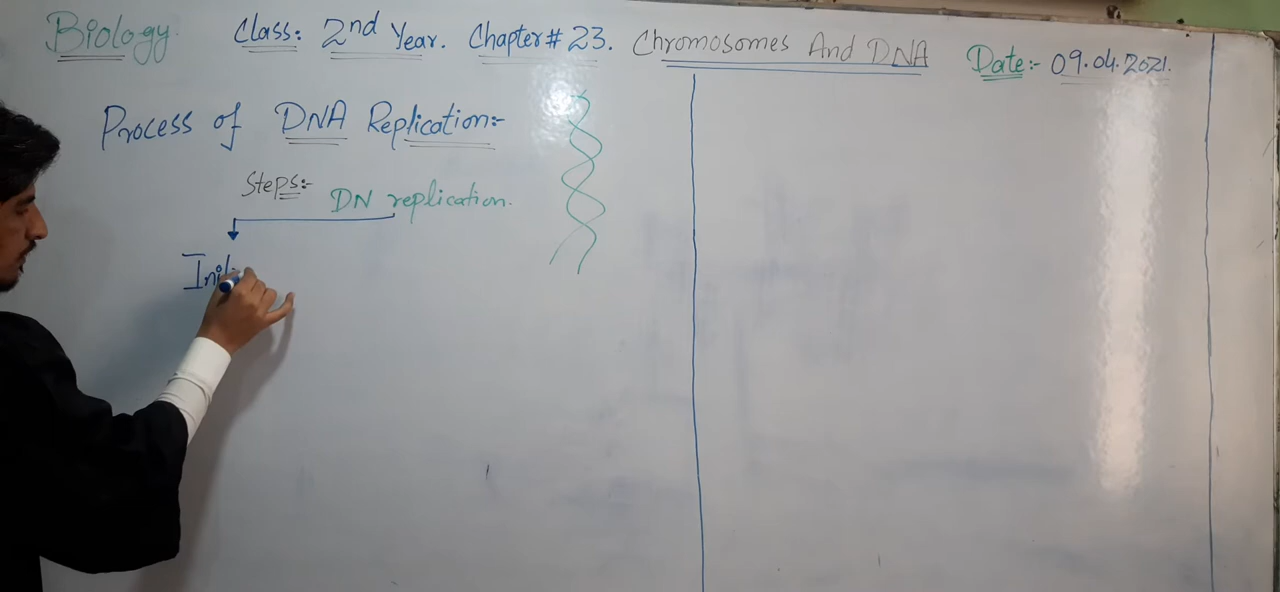 Biology. Class: 2nd Year. Chapter # 23. Chromosomes And DNA Date:- 09.04.2021.
Process of DNA Replication:-
Steps:- DN replication.
Init